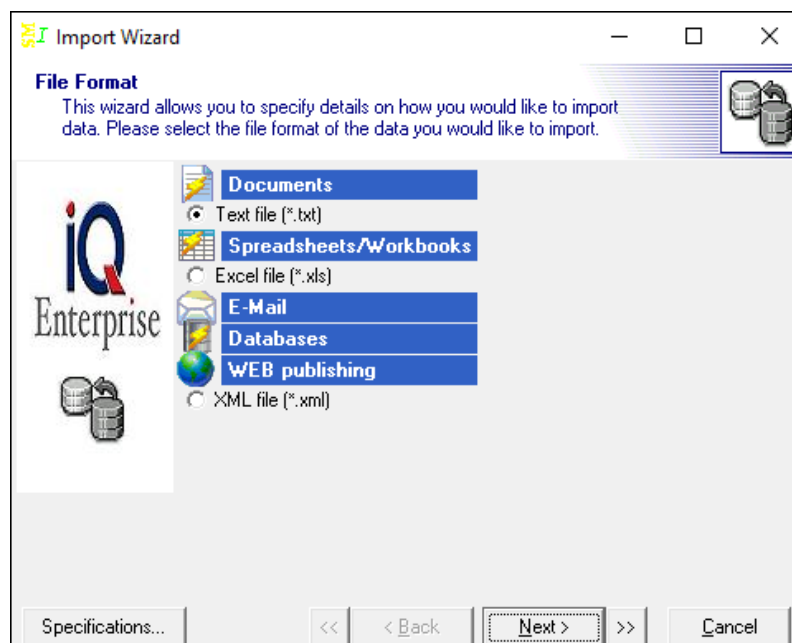 Import Wizard
File Format
This wizard allows you to specify details on how you would like to import
data. Please select the file format of the data you would like to import.
iQ
Enterprise
Documents
Text file (*.txt)
Spreadsheets/Workbooks
Excel file (*.xls)
E-Mail
Databases
WEB publishing
XML file (*.xml)
Specifications...
<<
< Back
Next >
>>
Cancel